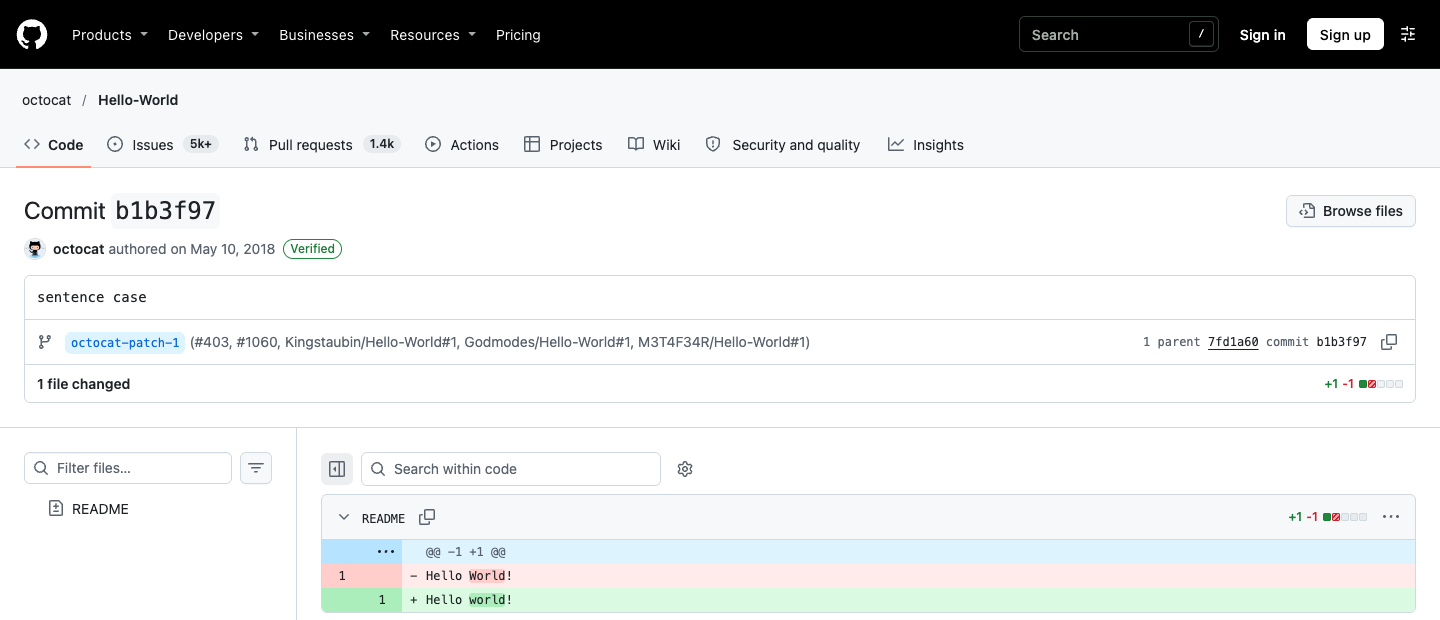 Products Developers Businesses Resources Pricing Search / Sign in Sign up
octocat / Hello-World
Code Issues 5k+ Pull requests 1.4k Actions Projects Wiki Security and quality Insights
Commit b1b3f97 Browse files
octocat authored on May 10, 2018 Verified
sentence case
octocat-patch-1 (#403, #1060, Kingstaubin/Hello-World#1, Godmodes/Hello-World#1, M3T4F34R/Hello-World#1) 1 parent 7fd1a60 commit b1b3f97
1 file changed +1 -1
Filter files... Search within code
README
README +1 -1 ...
... @@ -1 +1 @@
1 - Hello World!
1 + Hello world!